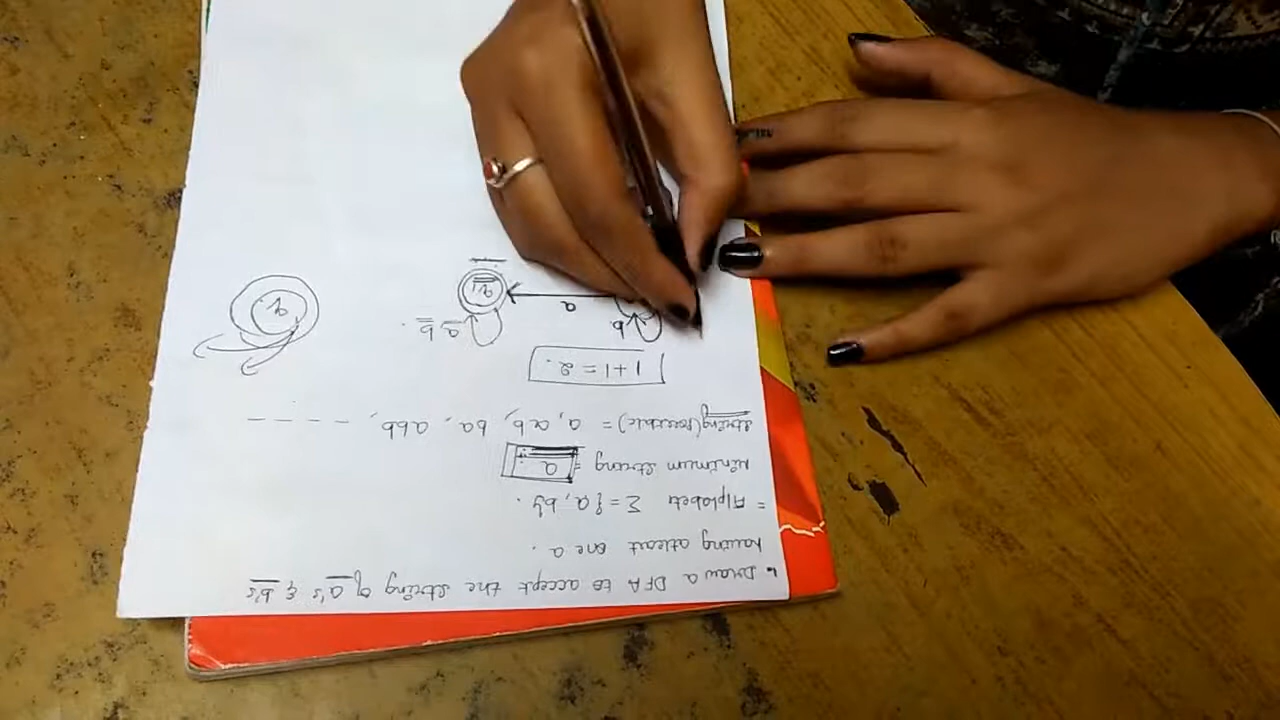 Draw a DFA to accept the string of a's & b's
having atleast one a.
= Alphabets Σ = {a, b}.
Minimum string = a
string(Possible) = a, ab, ba, abb, - - - -
1+1 = 2.
b
a
q1
a, b
q